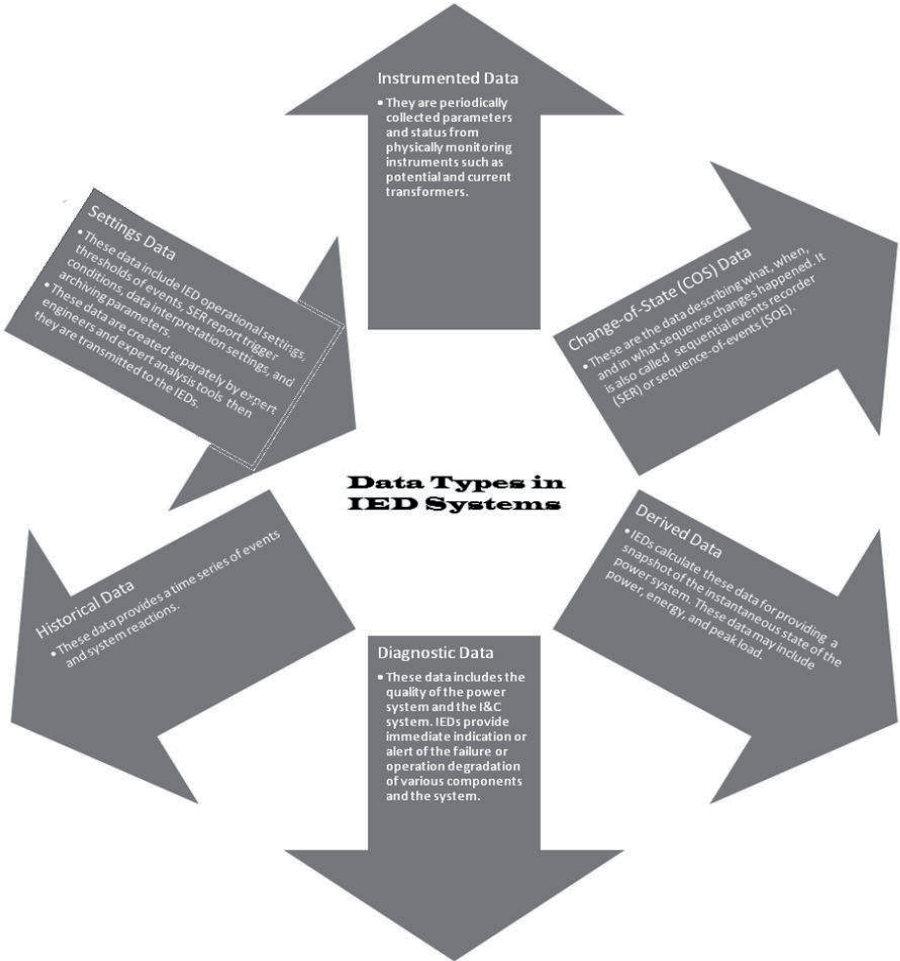 Instrumented Data
• They are periodically
collected parameters
and status from
physically monitoring
instruments such as
potential and current
transformers.
Change-of-State (COS) Data
• These are the data describing what, when,
and in what sequence changes happened. It
is also called sequential events recorder
(SER) or sequence-of-events (SOE).
Derived Data
• IEDs calculate these data for providing a
snapshot of the instantaneous state of the
power system. These data may include
power, energy, and peak load.
Diagnostic Data
• These data includes the
quality of the power
system and the I&C
system. IEDs provide
immediate indication or
alert of the failure or
operation degradation
of various components
and the system.
Historical Data
• These data provides a time series of events
and system reactions.
Settings Data
• These data include IED operational settings,
thresholds of events, SER report trigger
conditions, data interpretation settings, and
archiving parameters.
• These data are created separately by expert
engineers and expert analysis tools then
they are transmitted to the IEDs.
Data Types in
IED Systems